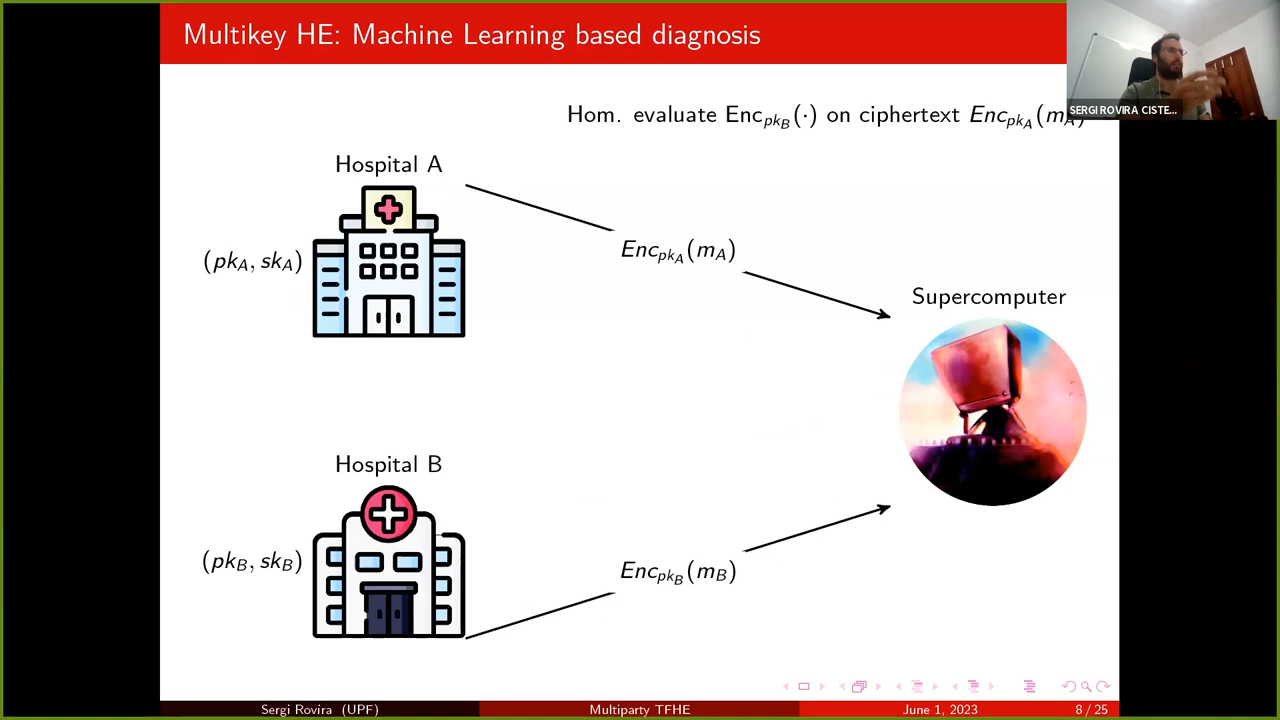 Multikey HE: Machine Learning based diagnosis
SERGI ROVIRA CISTE...
Hom. evaluate Enc_{pk_B}(·) on ciphertext Enc_{pk_A}(m_A)
Hospital A
(pk_A, sk_A)
Enc_{pk_A}(m_A)
Supercomputer
Hospital B
(pk_B, sk_B)
Enc_{pk_B}(m_B)
Sergi Rovira (UPF) Multiparty TFHE June 1, 2023 8 / 25